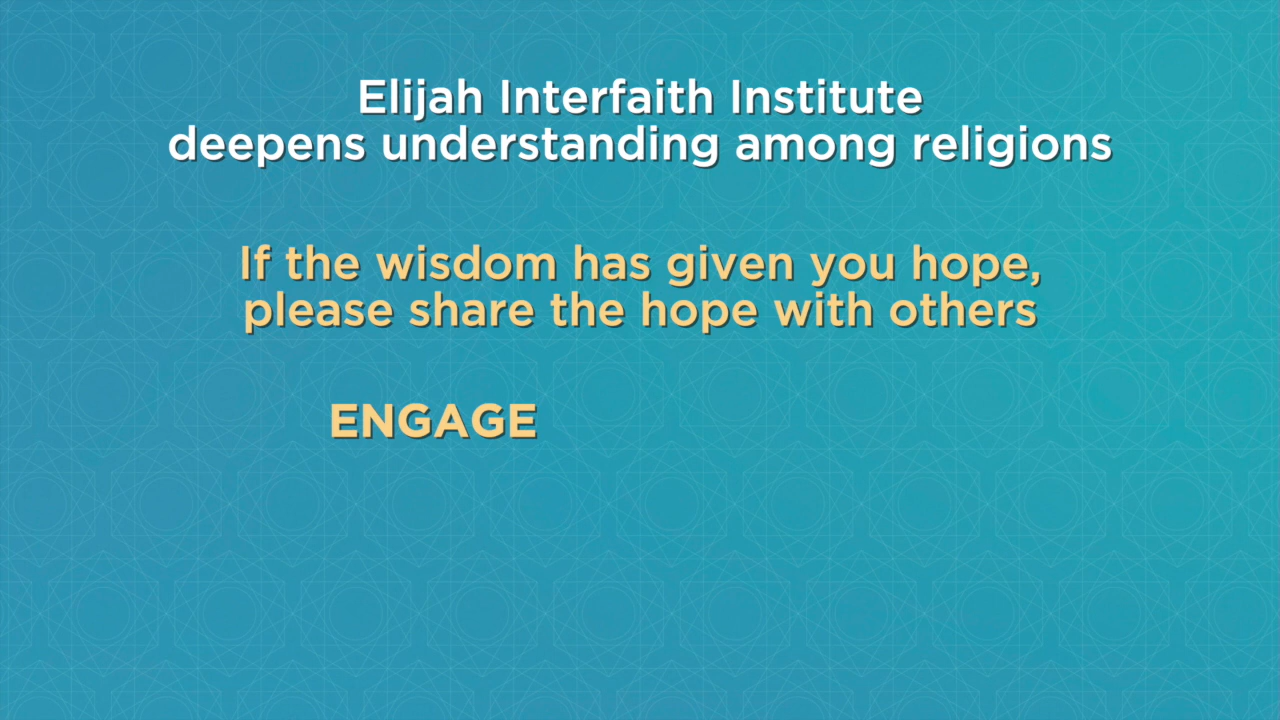 Elijah Interfaith Institute
deepens understanding among religions
If the wisdom has given you hope,
please share the hope with others
ENGAGE